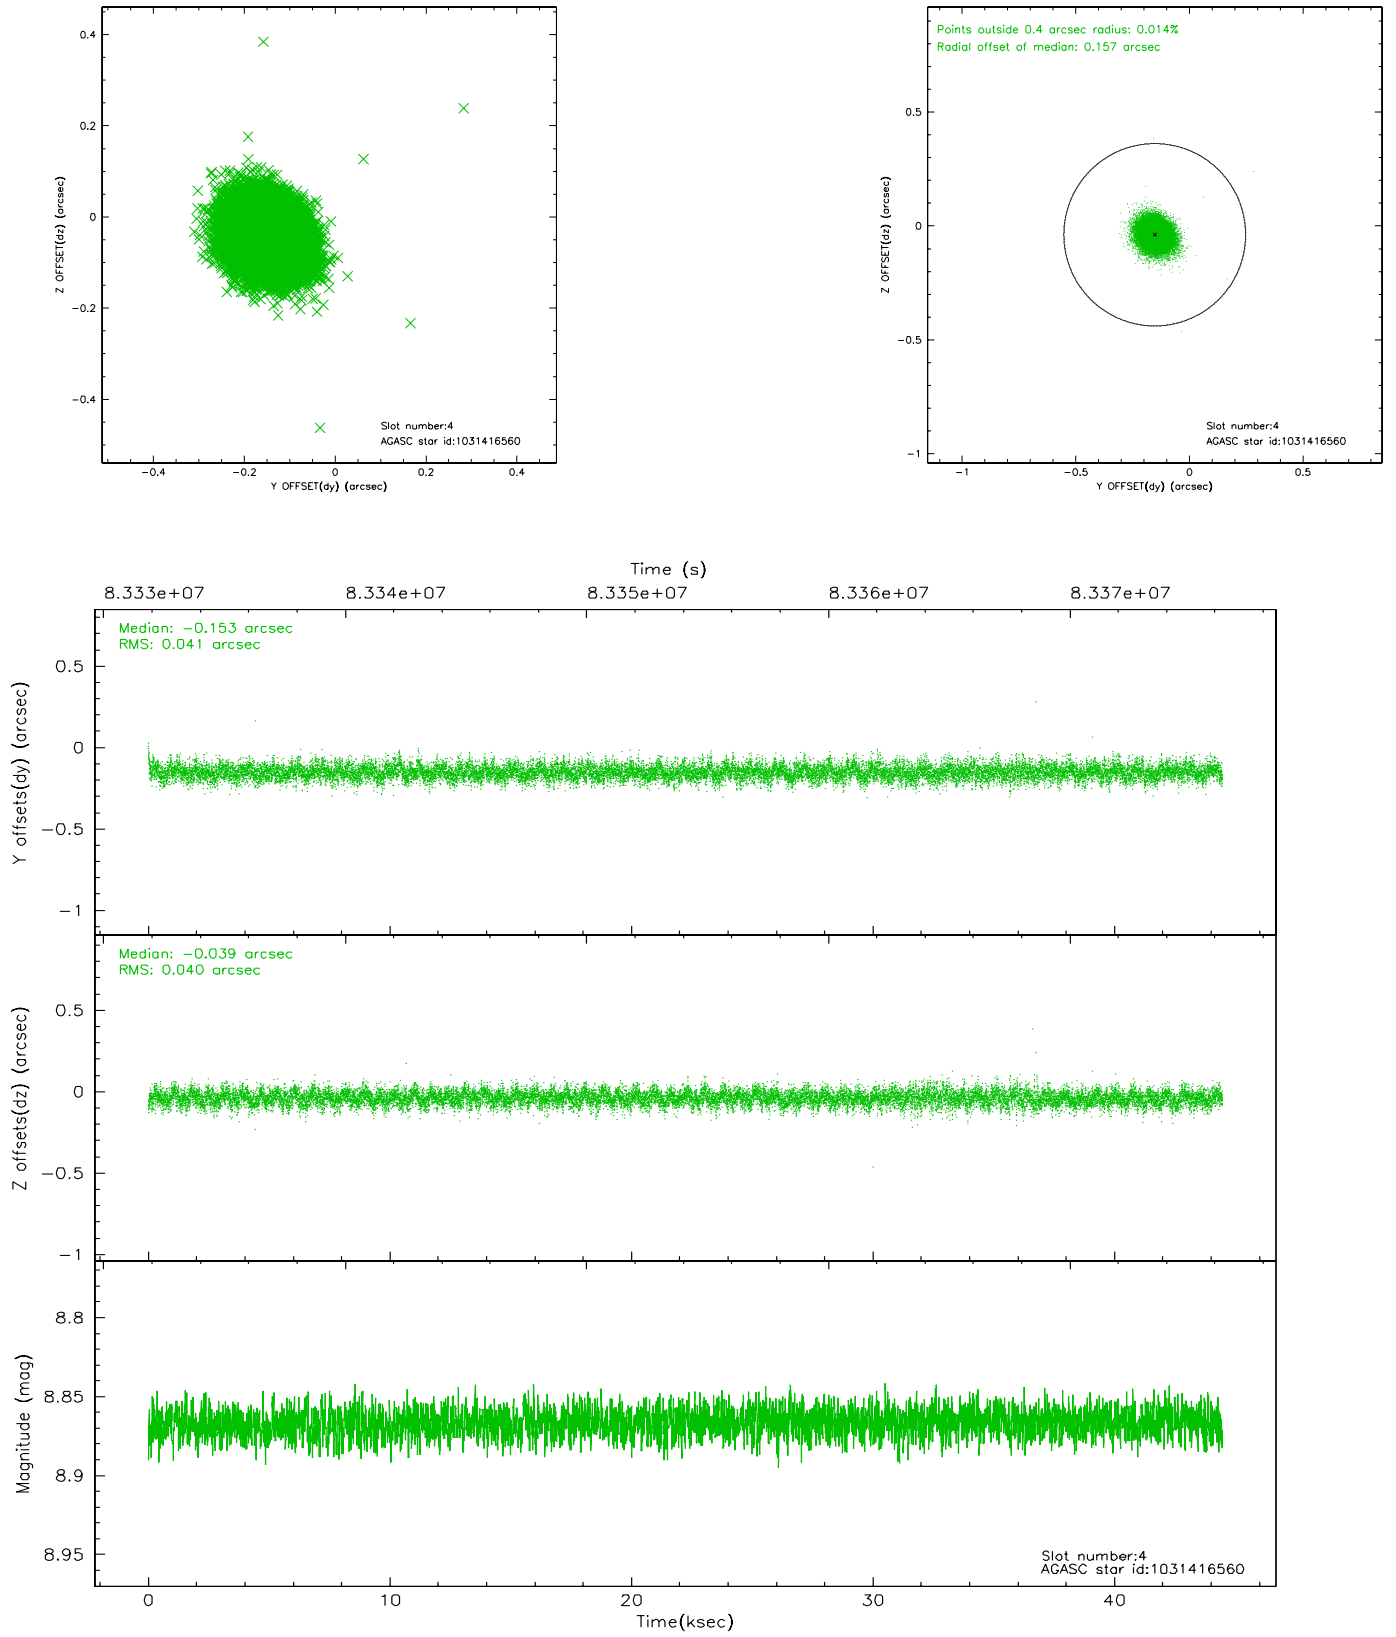 0.4
0.2
0
−0.2
−0.4
Z OFFSET(dz) (arcsec)
Slot number:4
AGASC star id:1031416560
−0.4 −0.2 0 0.2 0.4
Y OFFSET(dy) (arcsec)
Points outside 0.4 arcsec radius: 0.014%
Radial offset of median: 0.157 arcsec
0.5
0
−0.5
−1
Z OFFSET(dz) (arcsec)
Slot number:4
AGASC star id:1031416560
−1 −0.5 0 0.5
Y OFFSET(dy) (arcsec)
Time (s)
8.333e+07 8.334e+07 8.335e+07 8.336e+07 8.337e+07
Median: −0.153 arcsec
RMS: 0.041 arcsec
0.5
0
−0.5
−1
Y offsets(dy) (arcsec)
Median: −0.039 arcsec
RMS: 0.040 arcsec
0.5
0
−0.5
−1
Z offsets(dz) (arcsec)
8.8
8.85
8.9
8.95
Magnitude (mag)
Slot number:4
AGASC star id:1031416560
0 10 20 30 40
Time(ksec)